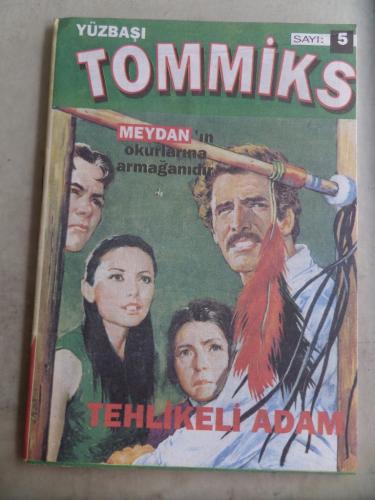 YÜZBAŞI
SAYI: 5
TOMMİKS
MEYDAN'ın
okurlarına
armağanıdır
TEHLİKELİ ADAM